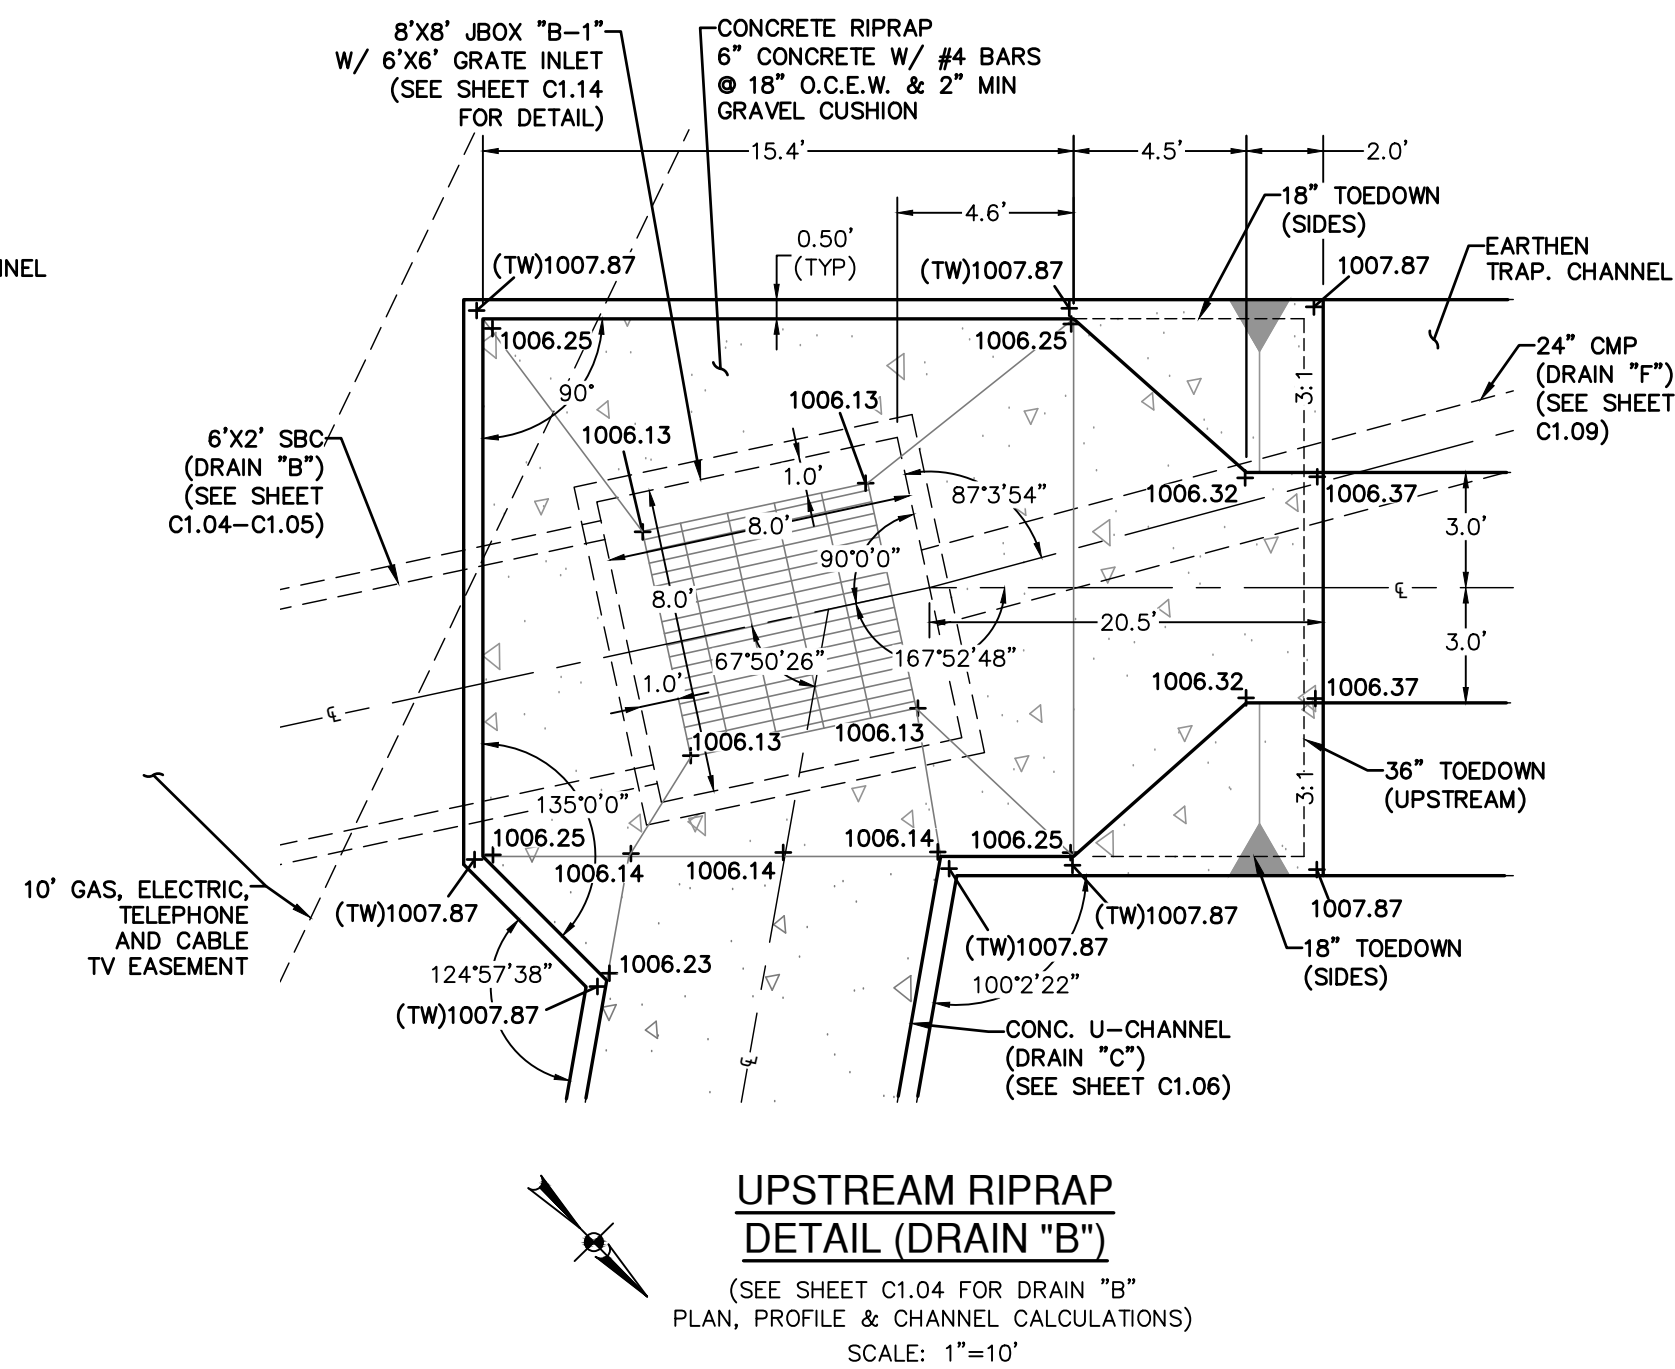 8'X8' JBOX "B-1"
W/ 6'X6' GRATE INLET
(SEE SHEET C1.14
FOR DETAIL)
CONCRETE RIPRAP
6" CONCRETE W/ #4 BARS
@ 18" O.C.E.W. & 2" MIN
GRAVEL CUSHION
15.4'
4.5'
2.0'
4.6'
18" TOEDOWN
(SIDES)
0.50'
(TYP)
NNEL
(TW)1007.87
(TW)1007.87
1007.87
EARTHEN
TRAP. CHANNEL
1006.25
1006.25
24" CMP
(DRAIN "F")
(SEE SHEET
C1.09)
3:1
90°
1006.13
1006.13
6'X2' SBC
(DRAIN "B")
(SEE SHEET
C1.04-C1.05)
1.0'
87°3'54"
1006.32
1006.37
8.0'
3.0'
90°0'0"
8.0'
℄
20.5'
3.0'
67°50'26"
167°52'48"
1.0'
1006.32
1006.37
℄
1006.13
1006.13
36" TOEDOWN
(UPSTREAM)
3:1
135°0'0"
1006.25
1006.14
1006.25
1006.14
1006.14
10' GAS, ELECTRIC,
TELEPHONE
AND CABLE
TV EASEMENT
(TW)1007.87
(TW)1007.87
1007.87
(TW)1007.87
18" TOEDOWN
(SIDES)
1006.23
124°57'38"
100°2'22"
(TW)1007.87
CONC. U-CHANNEL
(DRAIN "C")
(SEE SHEET C1.06)
℄
UPSTREAM RIPRAP
DETAIL (DRAIN "B")
(SEE SHEET C1.04 FOR DRAIN "B"
PLAN, PROFILE & CHANNEL CALCULATIONS)
SCALE: 1"=10'